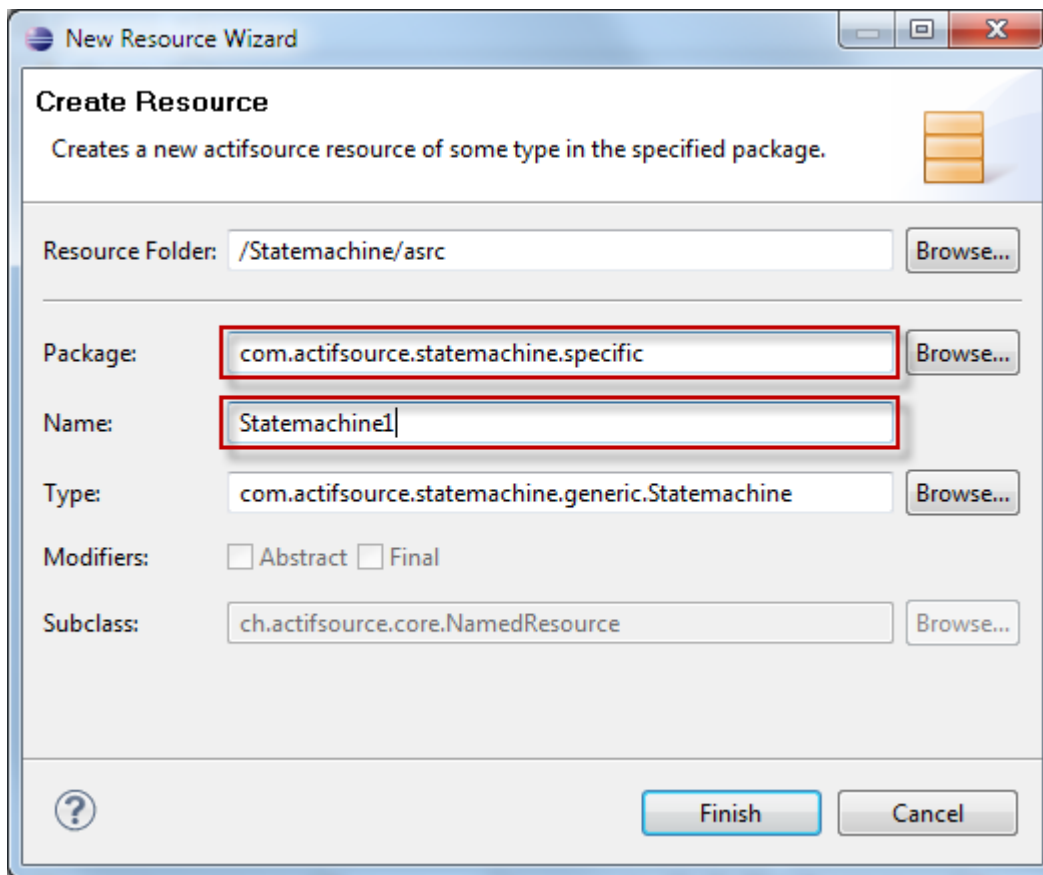 New Resource Wizard
Create Resource
Creates a new actifsource resource of some type in the specified package.
Resource Folder: /Statemachine/asrc Browse...
Package: com.actifsource.statemachine.specific Browse...
Name: Statemachine1
Type: com.actifsource.statemachine.generic.Statemachine Browse...
Modifiers: Abstract Final
Subclass: ch.actifsource.core.NamedResource Browse...
Finish Cancel